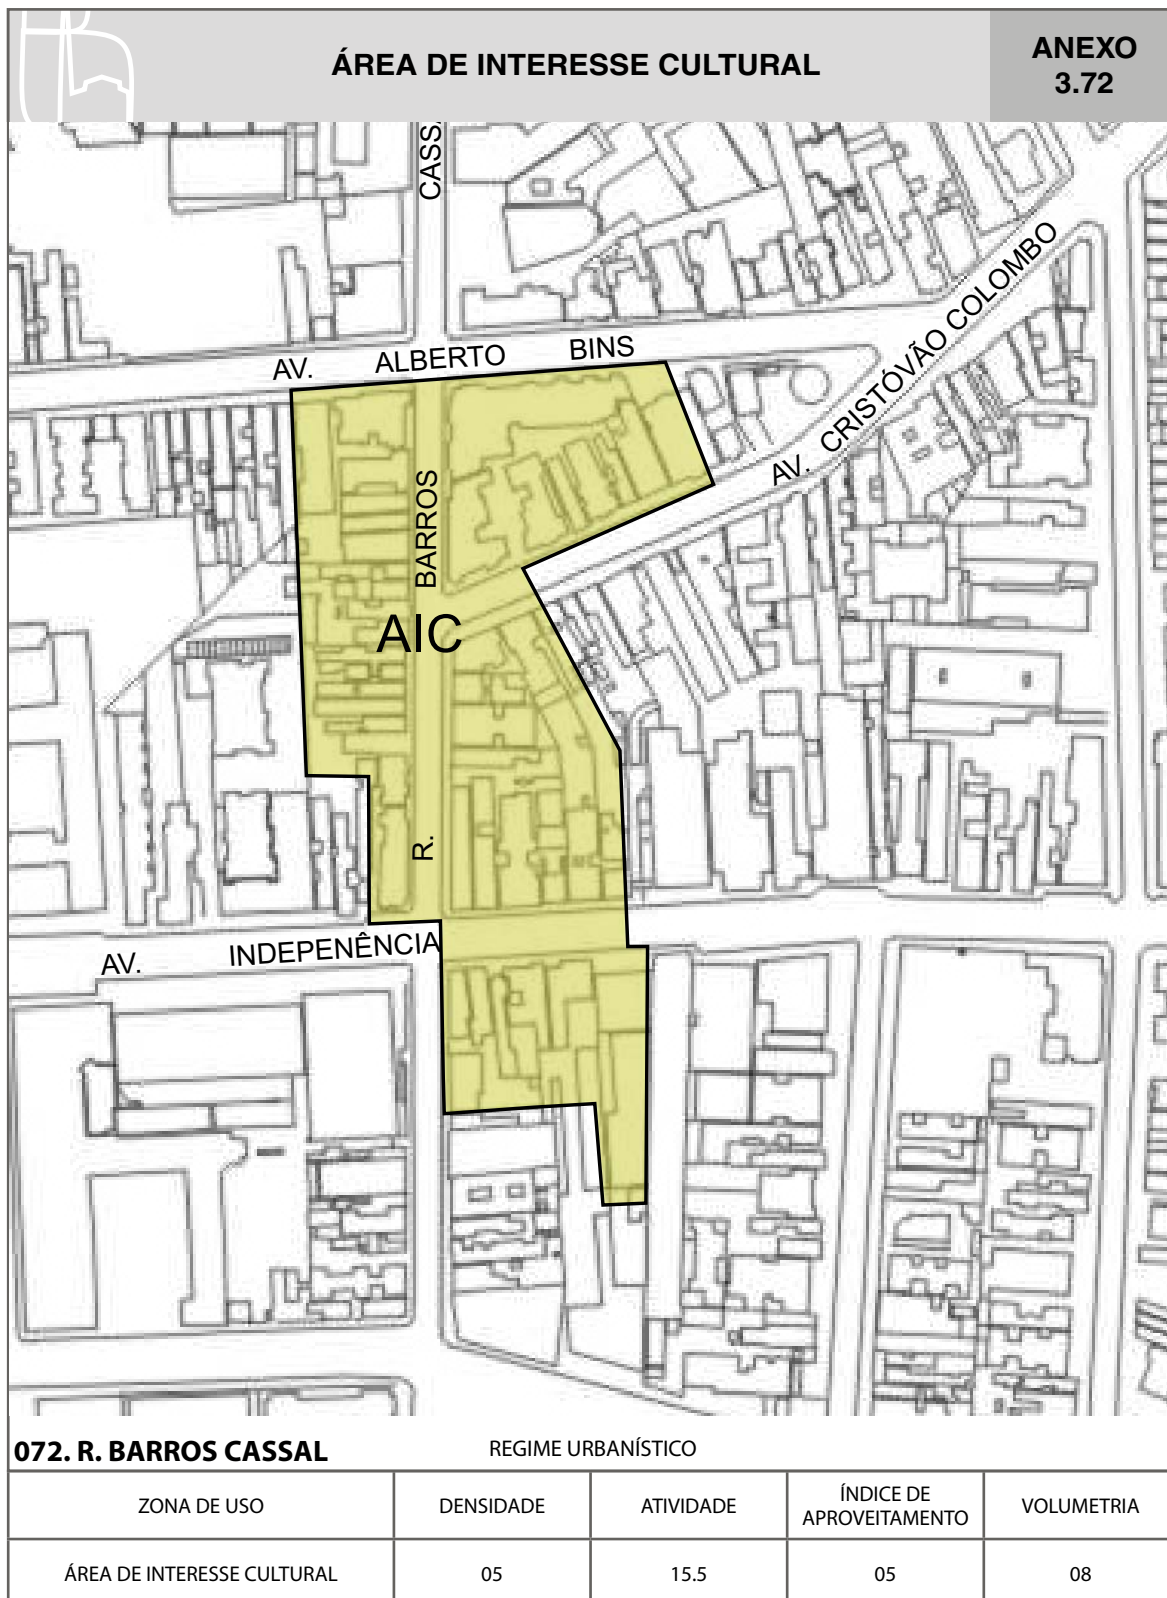 ÁREA DE INTERESSE CULTURAL
ANEXO
3.72
CASS
AV. ALBERTO BINS
AV. CRISTÓVÃO COLOMBO
BARROS
AIC
R.
AV. INDEPENÊNCIA
072. R. BARROS CASSAL
REGIME URBANÍSTICO
ZONA DE USO
DENSIDADE
ATIVIDADE
ÍNDICE DE
APROVEITAMENTO
VOLUMETRIA
ÁREA DE INTERESSE CULTURAL
05
15.5
05
08